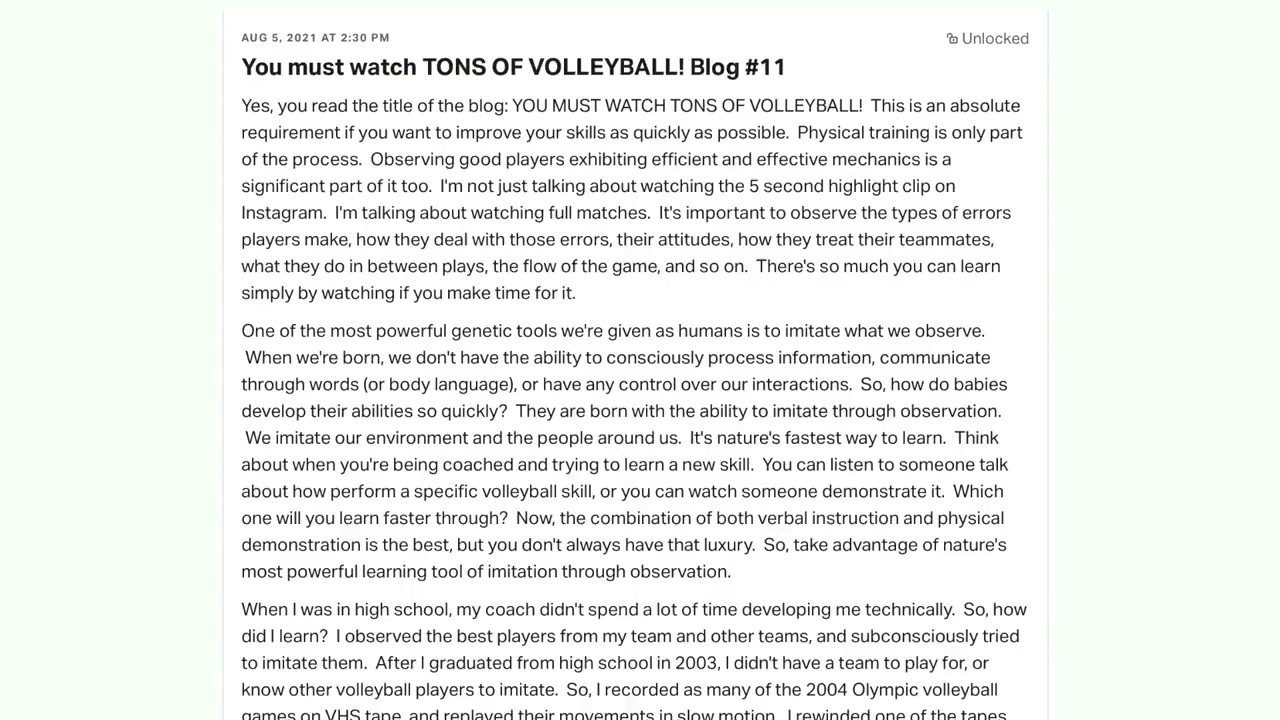 AUG 5, 2021 AT 2:30 PM
Unlocked
You must watch TONS OF VOLLEYBALL! Blog #11
Yes, you read the title of the blog: YOU MUST WATCH TONS OF VOLLEYBALL!  This is an absolute
requirement if you want to improve your skills as quickly as possible.  Physical training is only part
of the process.  Observing good players exhibiting efficient and effective mechanics is a
significant part of it too.  I'm not just talking about watching the 5 second highlight clip on
Instagram.  I'm talking about watching full matches.  It's important to observe the types of errors
players make, how they deal with those errors, their attitudes, how they treat their teammates,
what they do in between plays, the flow of the game, and so on.  There's so much you can learn
simply by watching if you make time for it.
One of the most powerful genetic tools we're given as humans is to imitate what we observe.
When we're born, we don't have the ability to consciously process information, communicate
through words (or body language), or have any control over our interactions.  So, how do babies
develop their abilities so quickly?  They are born with the ability to imitate through observation.
We imitate our environment and the people around us.  It's nature's fastest way to learn.  Think
about when you're being coached and trying to learn a new skill.  You can listen to someone talk
about how perform a specific volleyball skill, or you can watch someone demonstrate it.  Which
one will you learn faster through?  Now, the combination of both verbal instruction and physical
demonstration is the best, but you don't always have that luxury.  So, take advantage of nature's
most powerful learning tool of imitation through observation.
When I was in high school, my coach didn't spend a lot of time developing me technically.  So, how
did I learn?  I observed the best players from my team and other teams, and subconsciously tried
to imitate them.  After I graduated from high school in 2003, I didn't have a team to play for, or
know other volleyball players to imitate.  So, I recorded as many of the 2004 Olympic volleyball
games on VHS tape, and replayed their movements in slow motion.  I rewinded one of the tapes